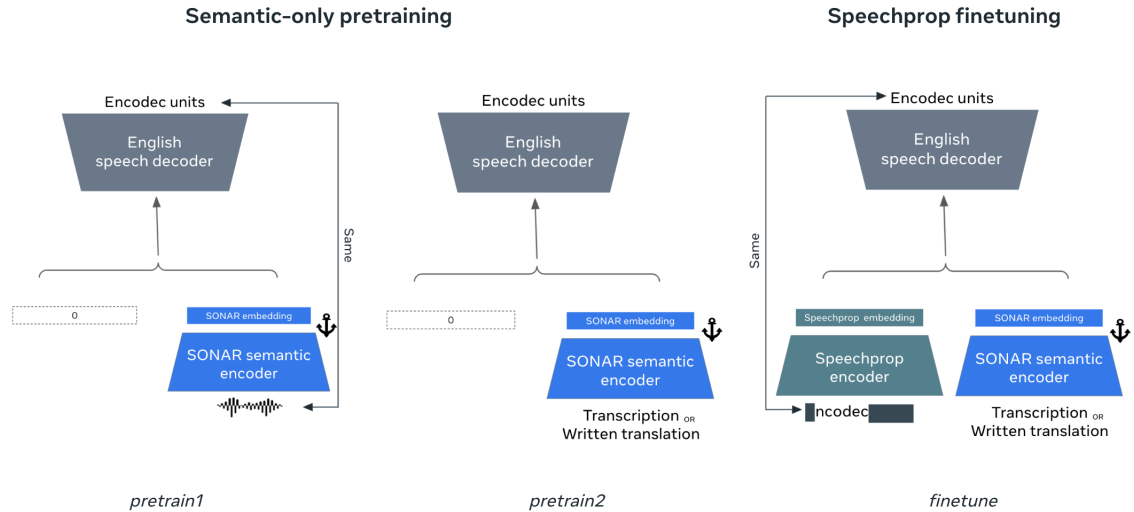 Semantic-only pretraining
Speechprop finetuning
Encodec units
English
speech decoder
Same
0
SONAR embedding
SONAR semantic
encoder
pretrain1
Encodec units
English
speech decoder
0
SONAR embedding
SONAR semantic
encoder
Transcription OR
Written translation
pretrain2
Encodec units
English
speech decoder
Same
Speechprop embedding
Speechprop
encoder
ncodec
SONAR embedding
SONAR semantic
encoder
Transcription OR
Written translation
finetune